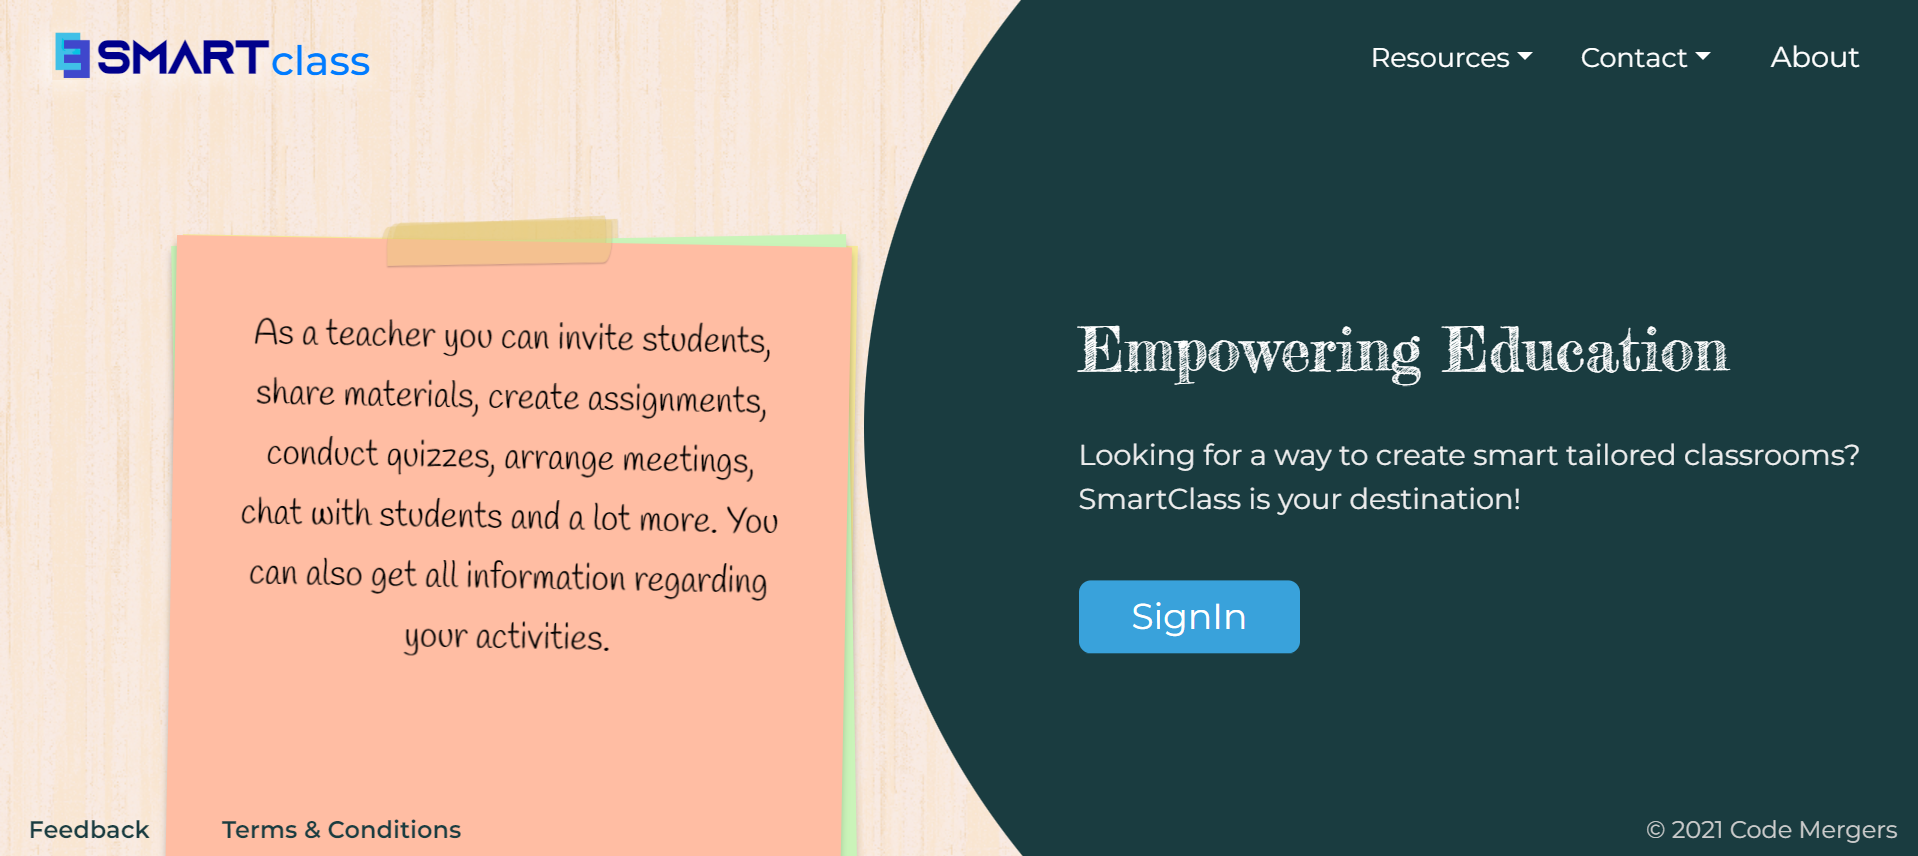 SMARTclass
Resources
Contact
About
As a teacher you can invite students,
share materials, create assignments,
conduct quizzes, arrange meetings,
chat with students and a lot more. You
can also get all information regarding
your activities.
Empowering Education
Looking for a way to create smart tailored classrooms?
SmartClass is your destination!
SignIn
Feedback
Terms & Conditions
© 2021 Code Mergers